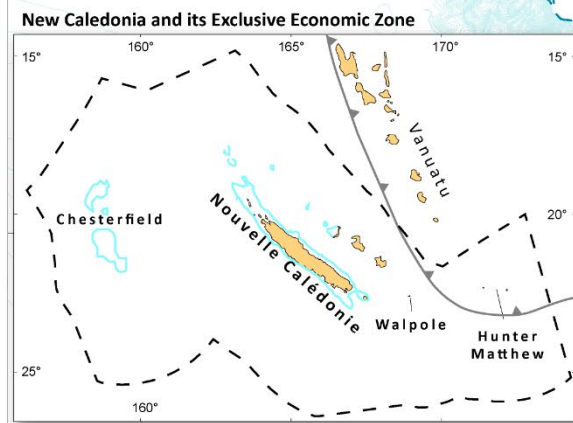 New Caledonia and its Exclusive Economic Zone
160°
165°
170°
15°
15°
Vanuatu
Chesterfield
20°
Nouvelle Calédonie
Walpole
Hunter
Matthew
25°
25°
160°